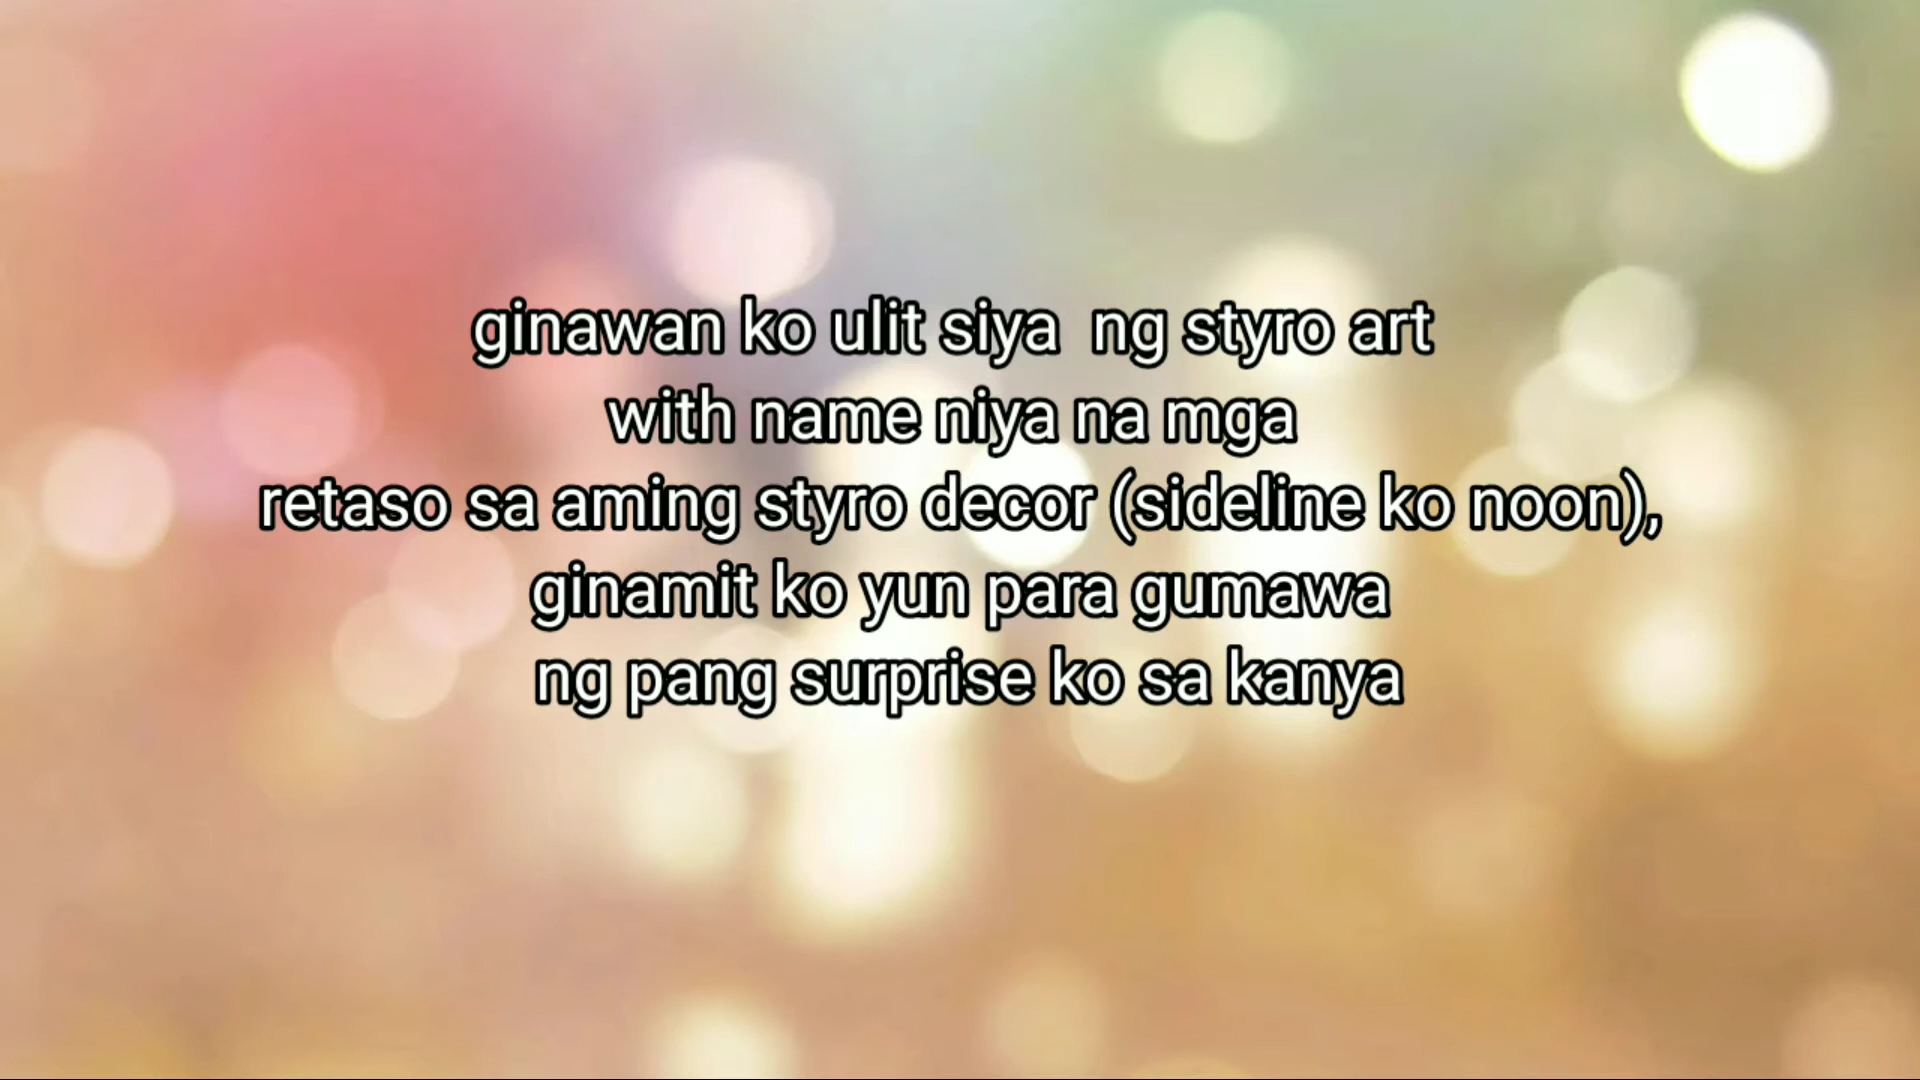 ginawan ko ulit siya  ng styro art
with name niya na mga
retaso sa aming styro decor (sideline ko noon),
ginamit ko yun para gumawa
ng pang surprise ko sa kanya